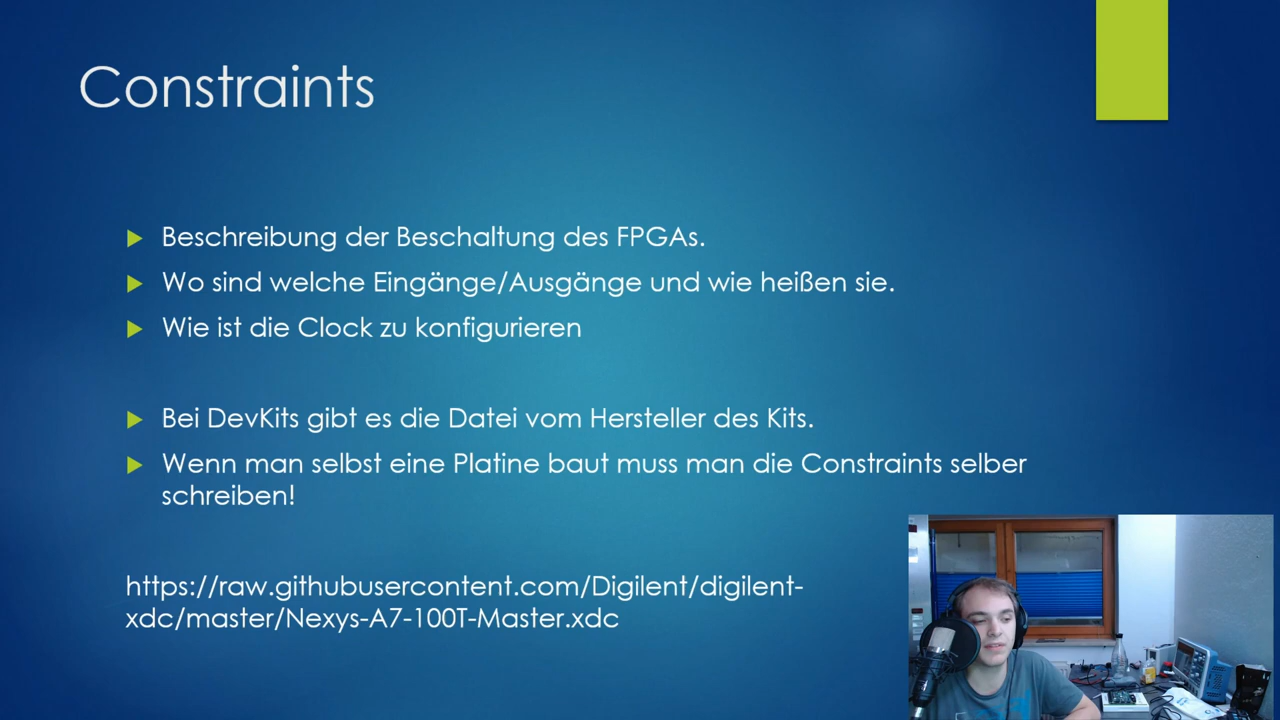 Constraints
Beschreibung der Beschaltung des FPGAs.
Wo sind welche Eingänge/Ausgänge und wie heißen sie.
Wie ist die Clock zu konfigurieren
Bei DevKits gibt es die Datei vom Hersteller des Kits.
Wenn man selbst eine Platine baut muss man die Constraints selber
schreiben!
https://raw.githubusercontent.com/Digilent/digilent-
xdc/master/Nexys-A7-100T-Master.xdc